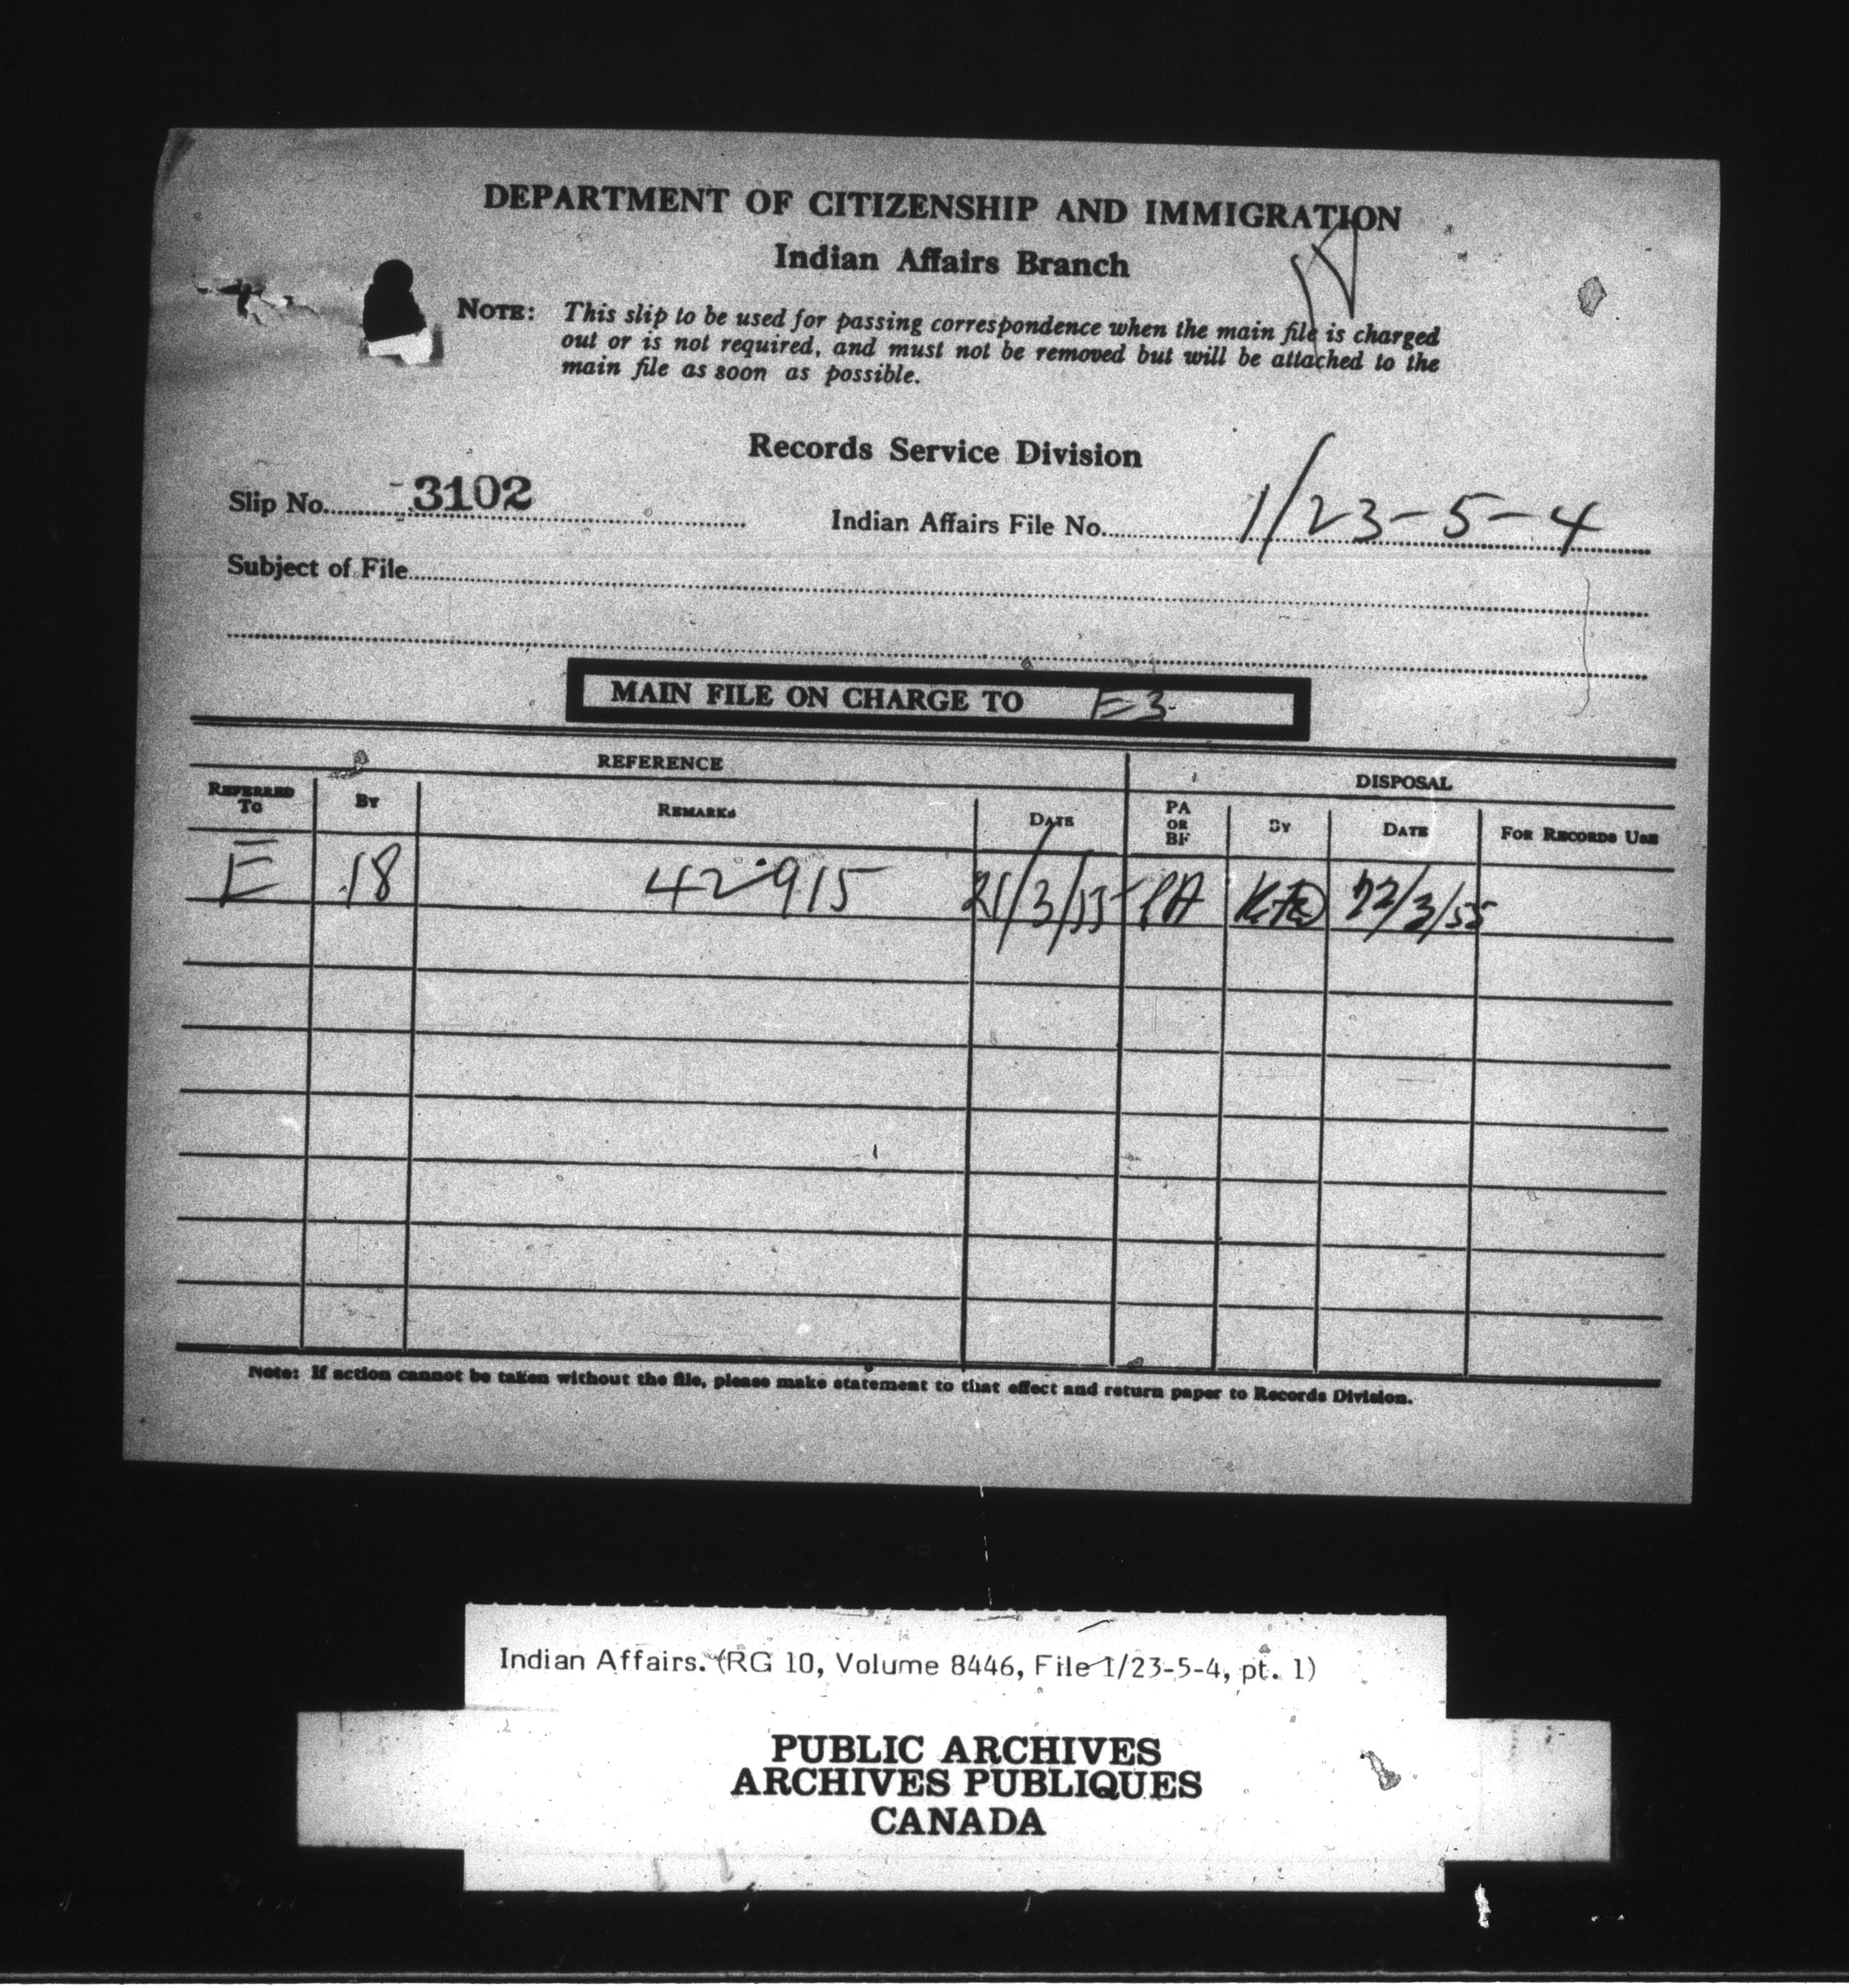 DEPARTMENT OF CITIZENSHIP AND IMMIGRATION
Indian Affairs Branch
NOTE: This slip to be used for passing correspondence when the main file is charged
out or is not required, and must not be removed but will be attached to the
main file as soon as possible.
Records Service Division
Slip No. 3102 Indian Affairs File No. 1/23-5-4
Subject of File
MAIN FILE ON CHARGE TO E3
REFERENCE DISPOSAL
REFERRED TO BY REMARKS DATE PA OR BF BY DATE FOR RECORDS USE
E 18 42-915 21/3/55 PA 22/3/55
Note: If action cannot be taken without the file, please make statement to that effect and return paper to Records Division.
Indian Affairs. (RG 10, Volume 8446, File 1/23-5-4, pt. 1)
PUBLIC ARCHIVES
ARCHIVES PUBLIQUES
CANADA